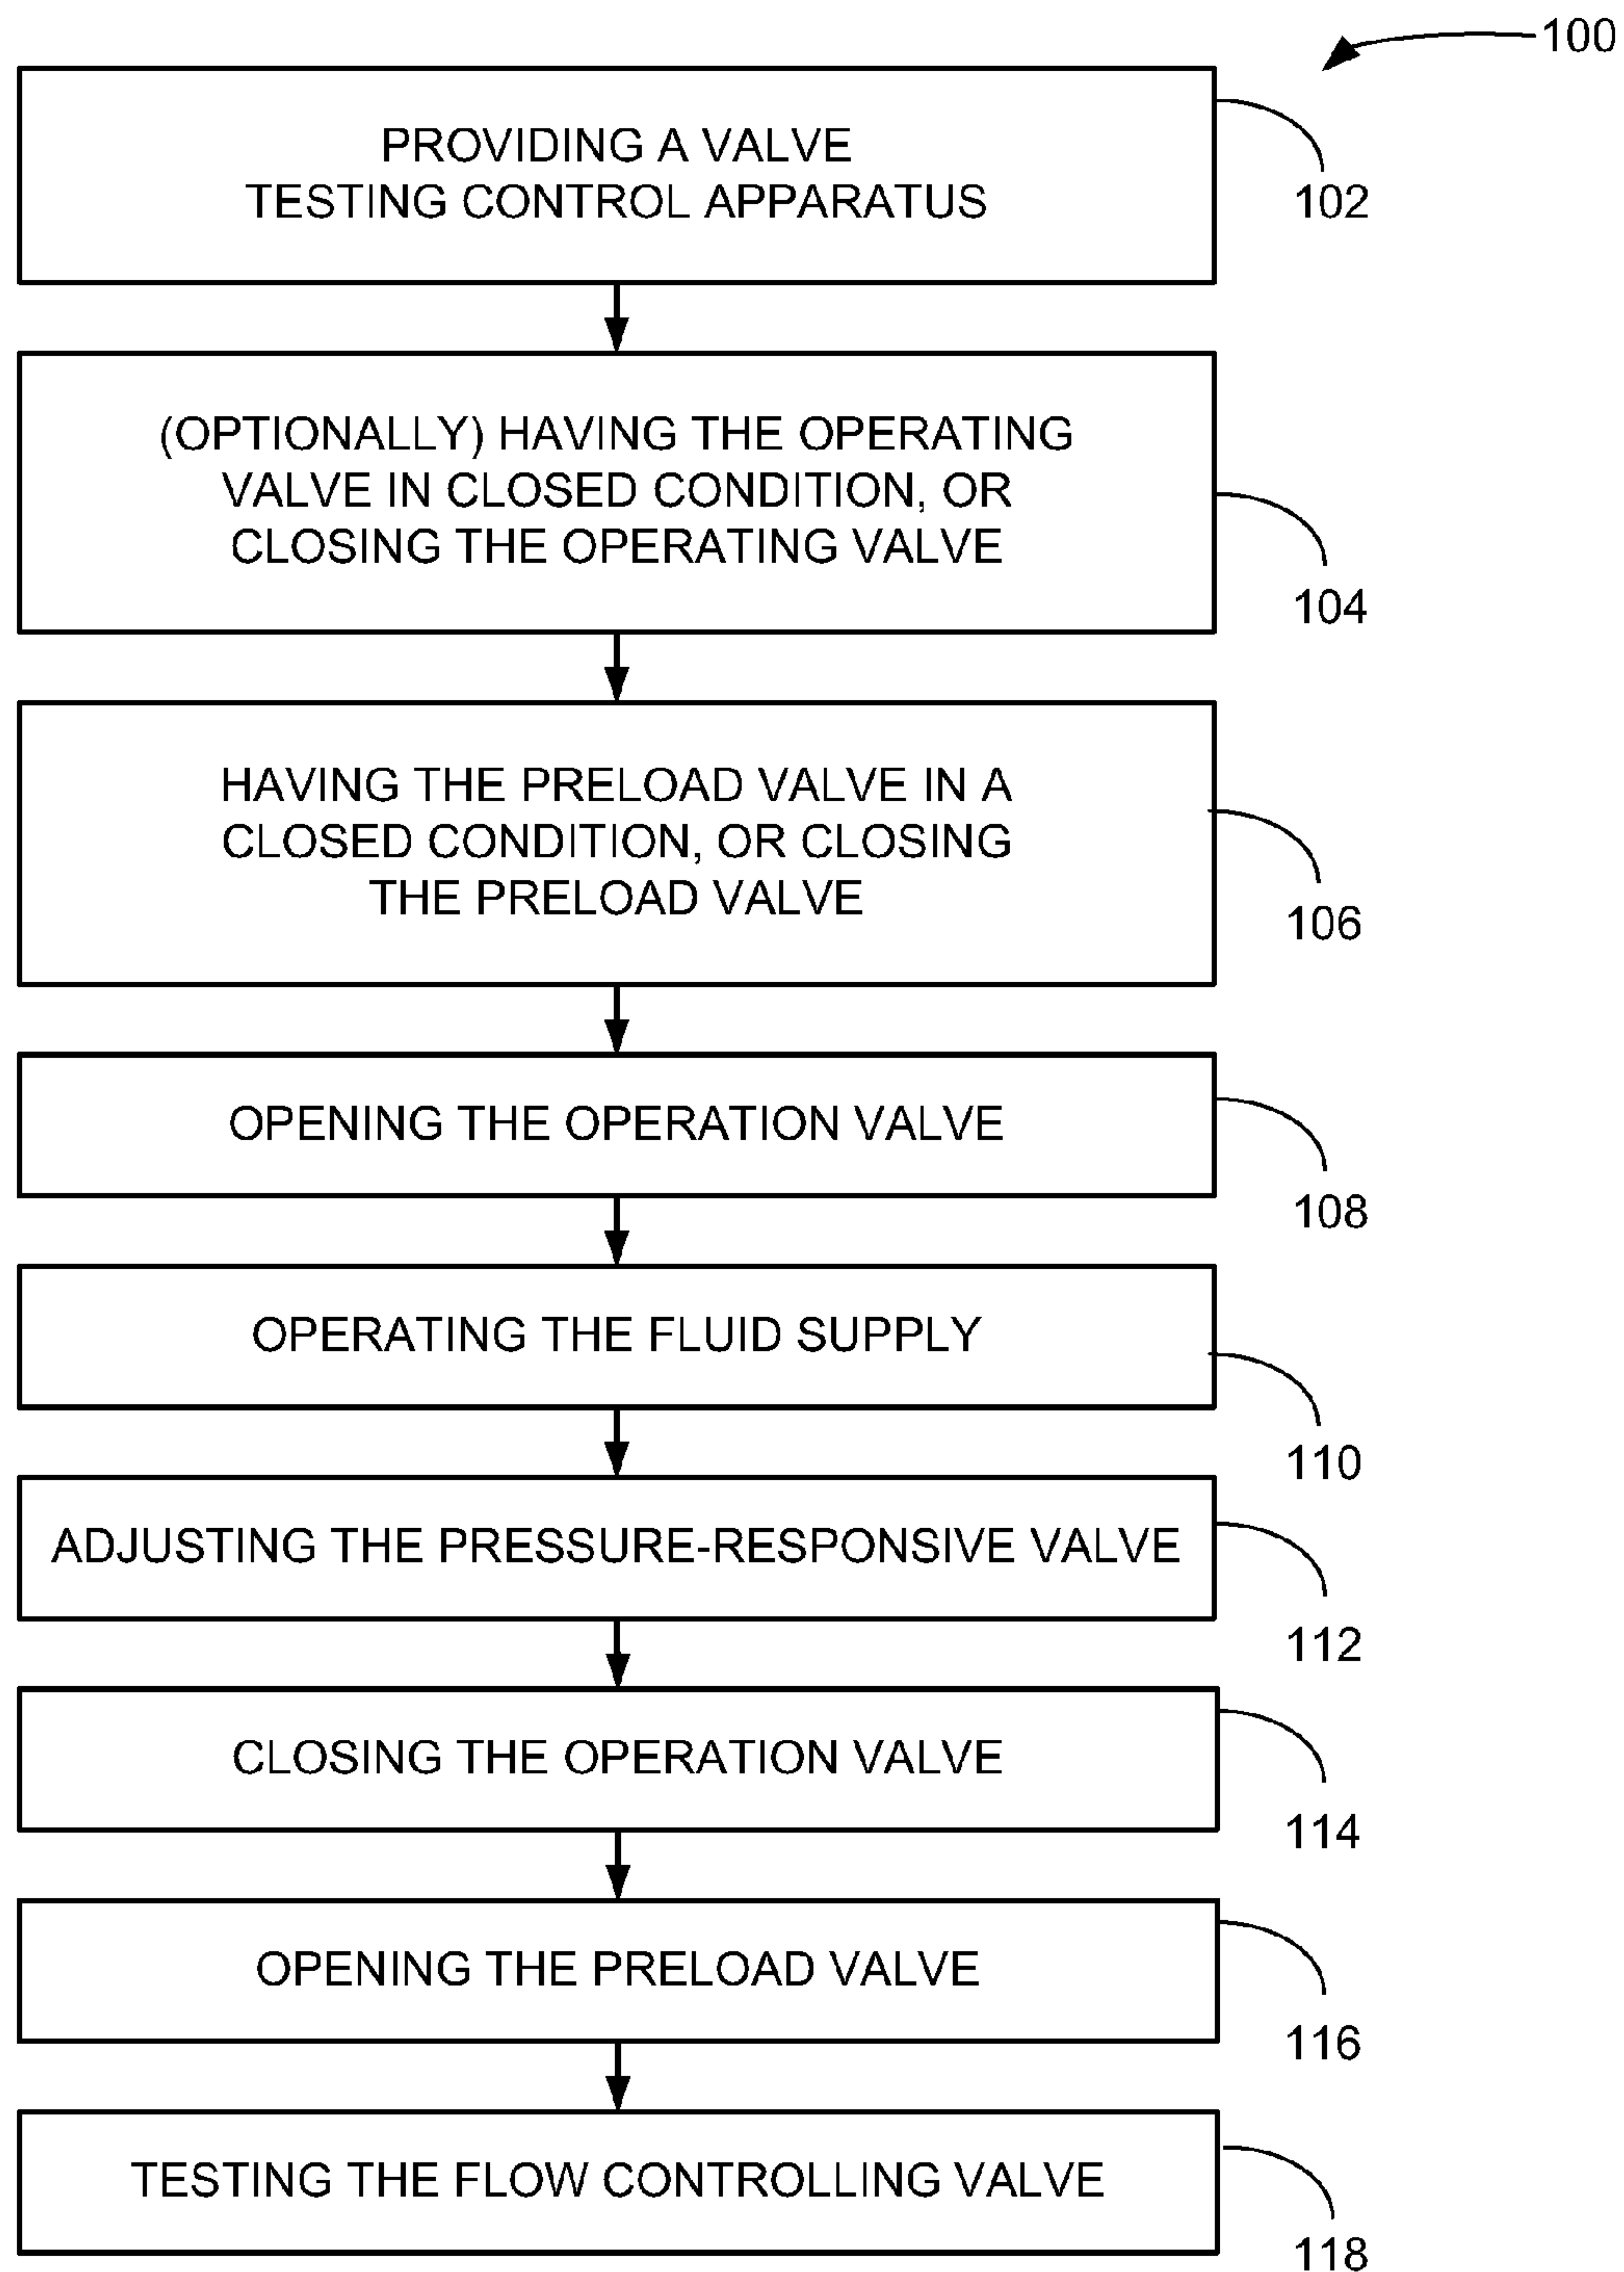 100
PROVIDING A VALVE
TESTING CONTROL APPARATUS
102
(OPTIONALLY) HAVING THE OPERATING
VALVE IN CLOSED CONDITION, OR
CLOSING THE OPERATING VALVE
104
HAVING THE PRELOAD VALVE IN A
CLOSED CONDITION, OR CLOSING
THE PRELOAD VALVE
106
OPENING THE OPERATION VALVE
108
OPERATING THE FLUID SUPPLY
110
ADJUSTING THE PRESSURE-RESPONSIVE VALVE
112
CLOSING THE OPERATION VALVE
114
OPENING THE PRELOAD VALVE
116
TESTING THE FLOW CONTROLLING VALVE
118